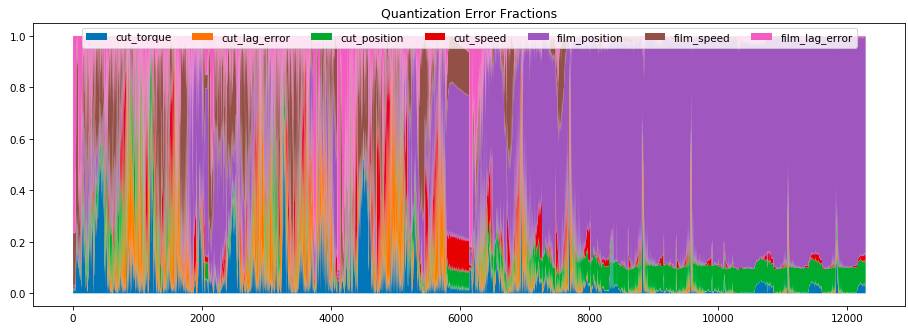 Quantization Error Fractions
cut_torque cut_lag_error cut_position cut_speed film_position film_speed film_lag_error
1.0
0.8
0.6
0.4
0.2
0.0
0 2000 4000 6000 8000 10000 12000